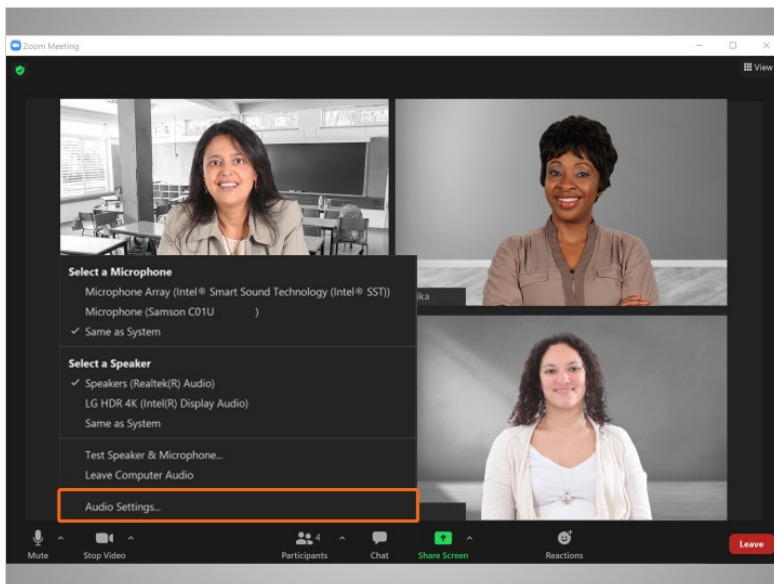 Zoom Meeting
View
Select a Microphone
Microphone Array (Intel® Smart Sound Technology (Intel® SST))
Microphone (Samson C01U )
Same as System
ika
Select a Speaker
Speakers (Realtek(R) Audio)
LG HDR 4K (Intel(R) Display Audio)
Same as System
Test Speaker & Microphone...
Leave Computer Audio
Audio Settings...
4
Mute
Stop Video
Participants
Chat
Share Screen
Reactions
Leave